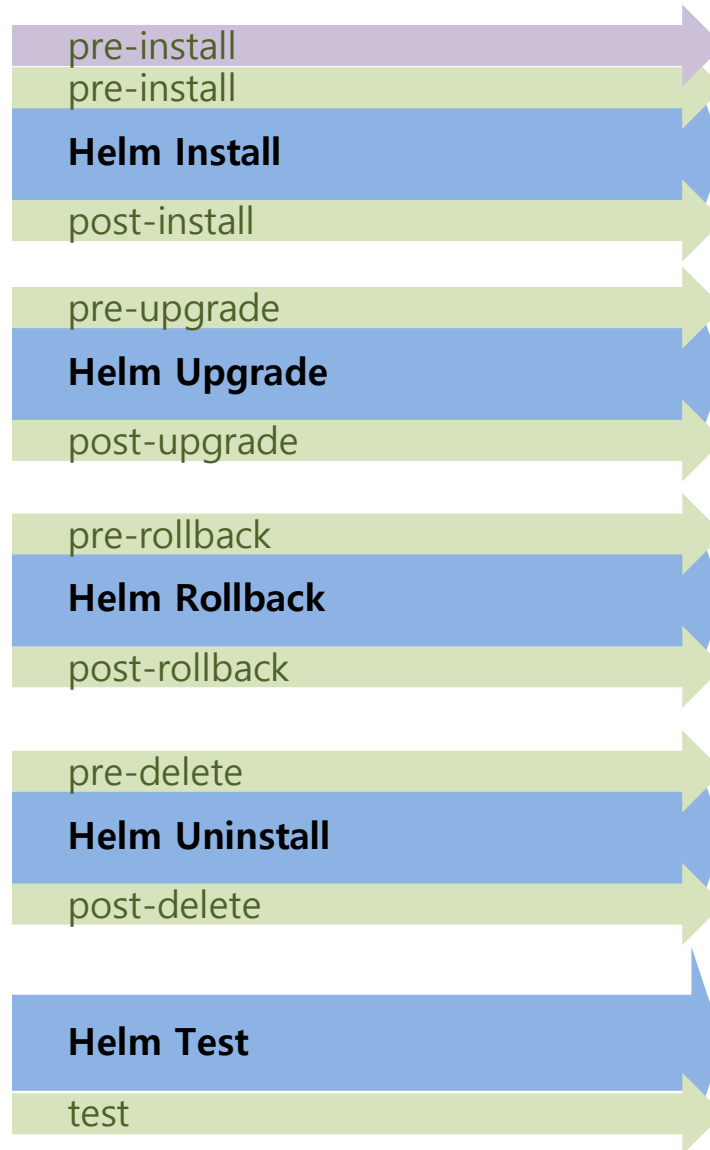 pre-install
pre-install
Helm Install
post-install
pre-upgrade
Helm Upgrade
post-upgrade
pre-rollback
Helm Rollback
post-rollback
pre-delete
Helm Uninstall
post-delete
Helm Test
test